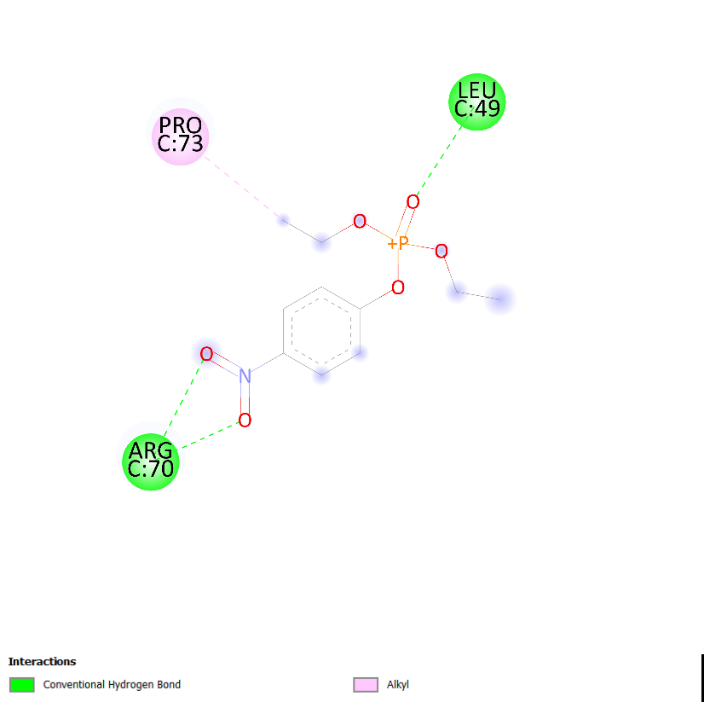 LEU
C:49
PRO
C:73
O
O
+P
O
O
O
N
O
ARG
C:70
Interactions
Conventional Hydrogen Bond
Alkyl